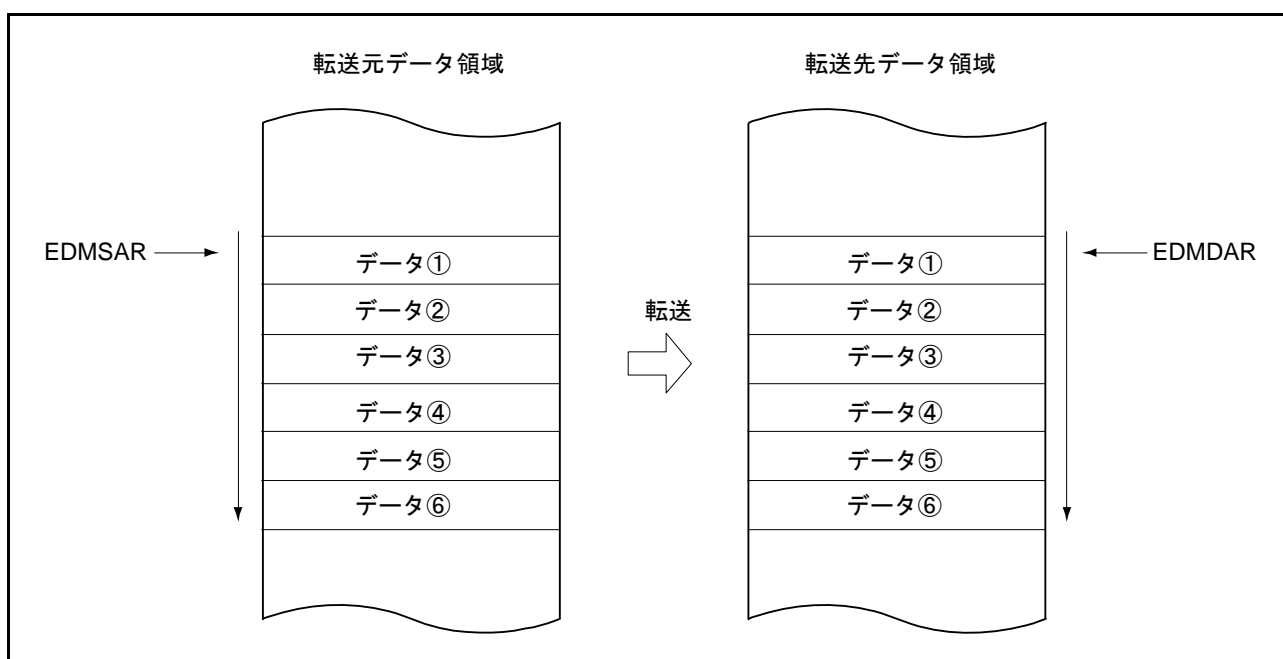 転送元データ領域
転送先データ領域
EDMSAR
データ①
データ②
データ③
データ④
データ⑤
データ⑥
転送
データ①
データ②
データ③
データ④
データ⑤
データ⑥
EDMDAR